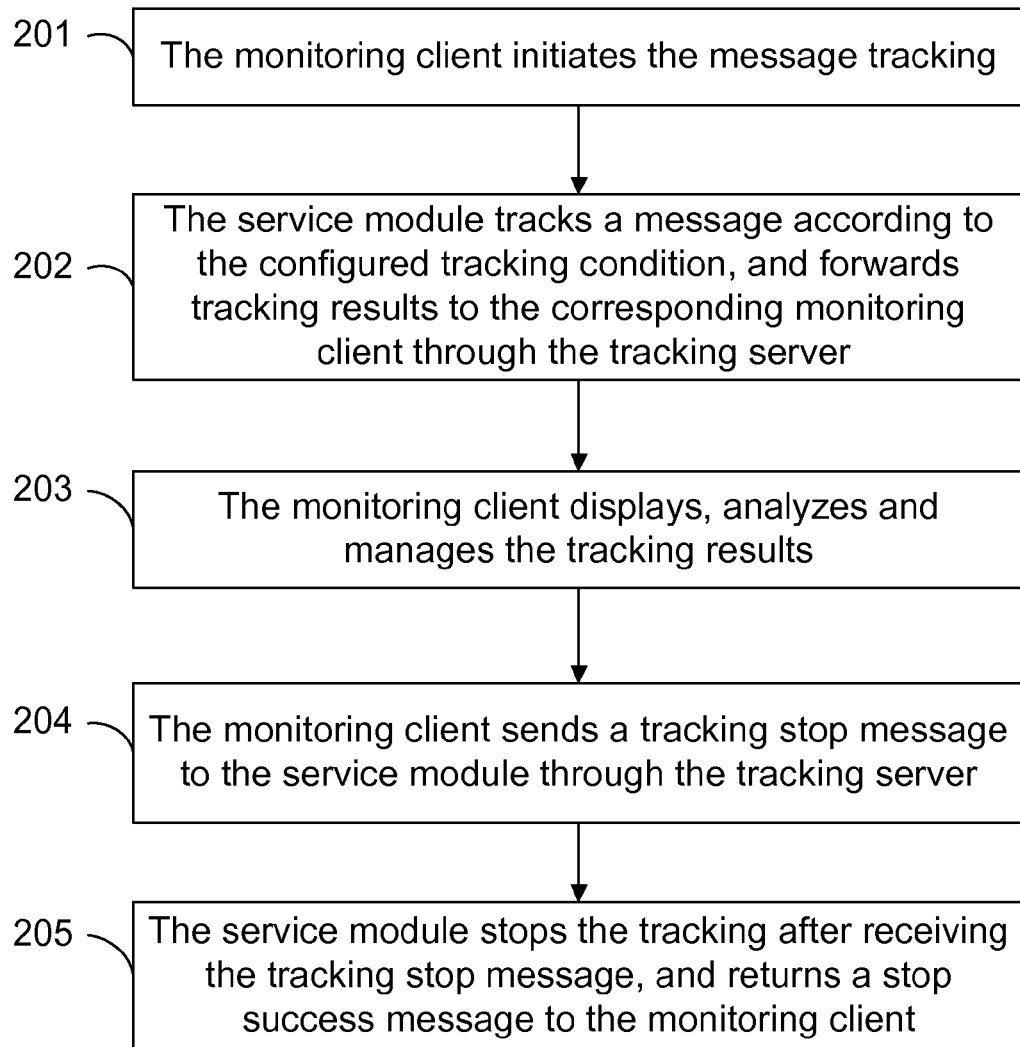 201
The monitoring client initiates the message tracking
202
The service module tracks a message according to
the configured tracking condition, and forwards
tracking results to the corresponding monitoring
client through the tracking server
203
The monitoring client displays, analyzes and
manages the tracking results
204
The monitoring client sends a tracking stop message
to the service module through the tracking server
205
The service module stops the tracking after receiving
the tracking stop message, and returns a stop
success message to the monitoring client